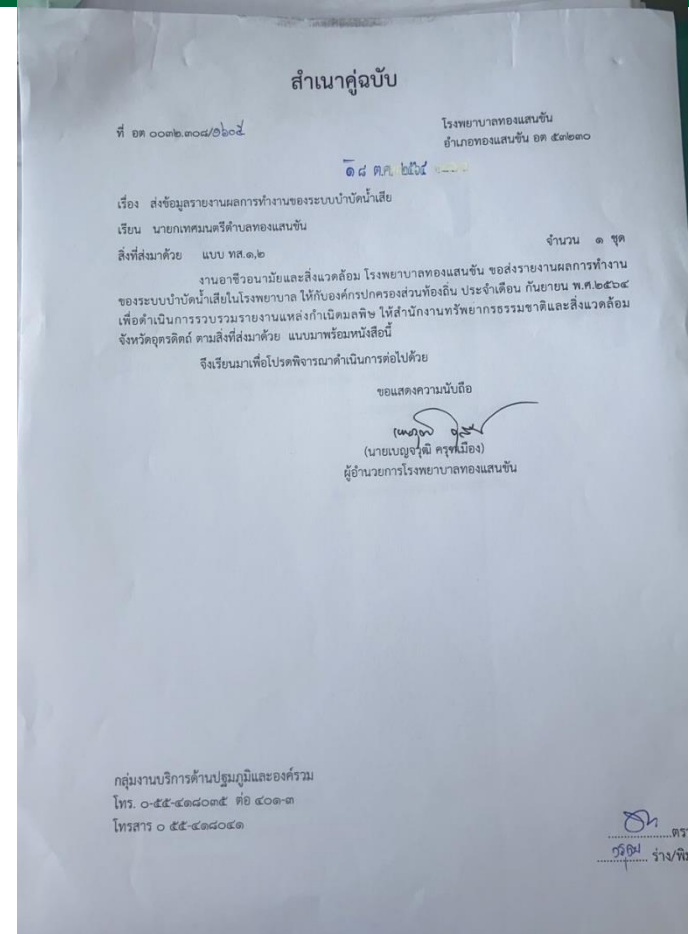 สำเนาคู่ฉบับ
ที่ อต ๐๐๓๒.๓๐๘/๑๖๐๕
โรงพยาบาลทองแสนขัน
อำเภอทองแสนขัน อต ๕๓๒๓๐
๑๘ ต.ค. ๒๕๖๔
เรื่อง ส่งข้อมูลรายงานผลการทำงานของระบบบำบัดน้ำเสีย
เรียน นายกเทศมนตรีตำบลทองแสนขัน
สิ่งที่ส่งมาด้วย แบบ ทส.๑,๒ จำนวน ๑ ชุด
งานอาชีวอนามัยและสิ่งแวดล้อม โรงพยาบาลทองแสนขัน ขอส่งรายงานผลการทำงาน
ของระบบบำบัดน้ำเสียในโรงพยาบาล ให้กับองค์กรปกครองส่วนท้องถิ่น ประจำเดือน กันยายน พ.ศ.๒๕๖๔
เพื่อดำเนินการรวบรวมรายงานแหล่งกำเนิดมลพิษ ให้สำนักงานทรัพยากรธรรมชาติและสิ่งแวดล้อม
จังหวัดอุตรดิตถ์ ตามสิ่งที่ส่งมาด้วย แนบมาพร้อมหนังสือนี้
จึงเรียนมาเพื่อโปรดพิจารณาดำเนินการต่อไปด้วย
ขอแสดงความนับถือ
(นายเบญจวุฒิ ครุฑเมือง)
ผู้อำนวยการโรงพยาบาลทองแสนขัน
กลุ่มงานบริการด้านปฐมภูมิและองค์รวม
โทร. ๐-๕๕-๔๑๘๐๓๕ ต่อ ๔๐๑-๓
โทรสาร ๐ ๕๕-๔๑๘๐๔๑
ตรว
ร่าง/พิม